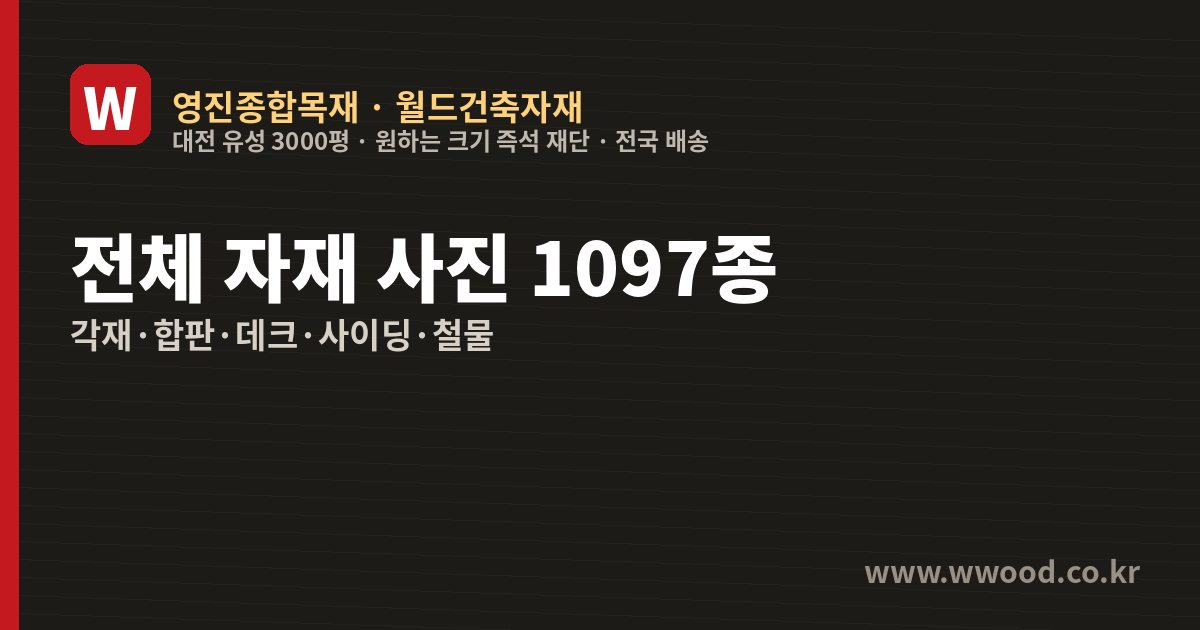 W
영진종합목재 · 월드건축자재
대전 유성 3000평 · 원하는 크기 즉석 재단 · 전국 배송
전체 자재 사진 1097종
각재·합판·데크·사이딩·철물
www.wwood.co.kr